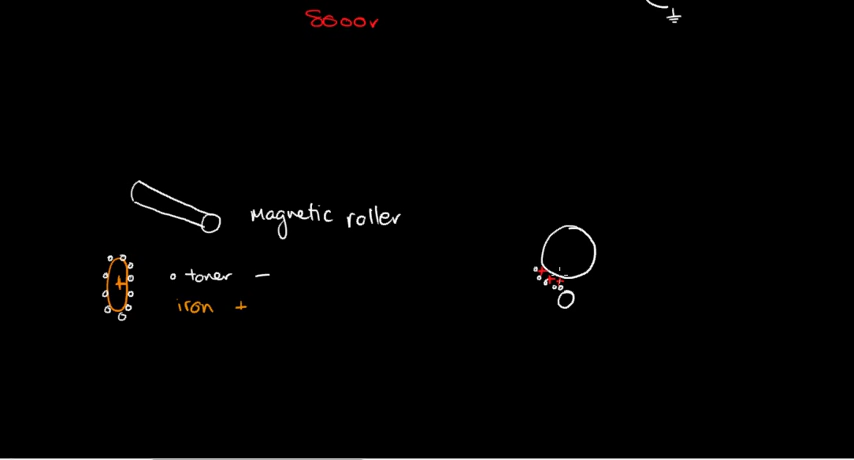 8000v
Magnetic roller
toner -
iron +
+